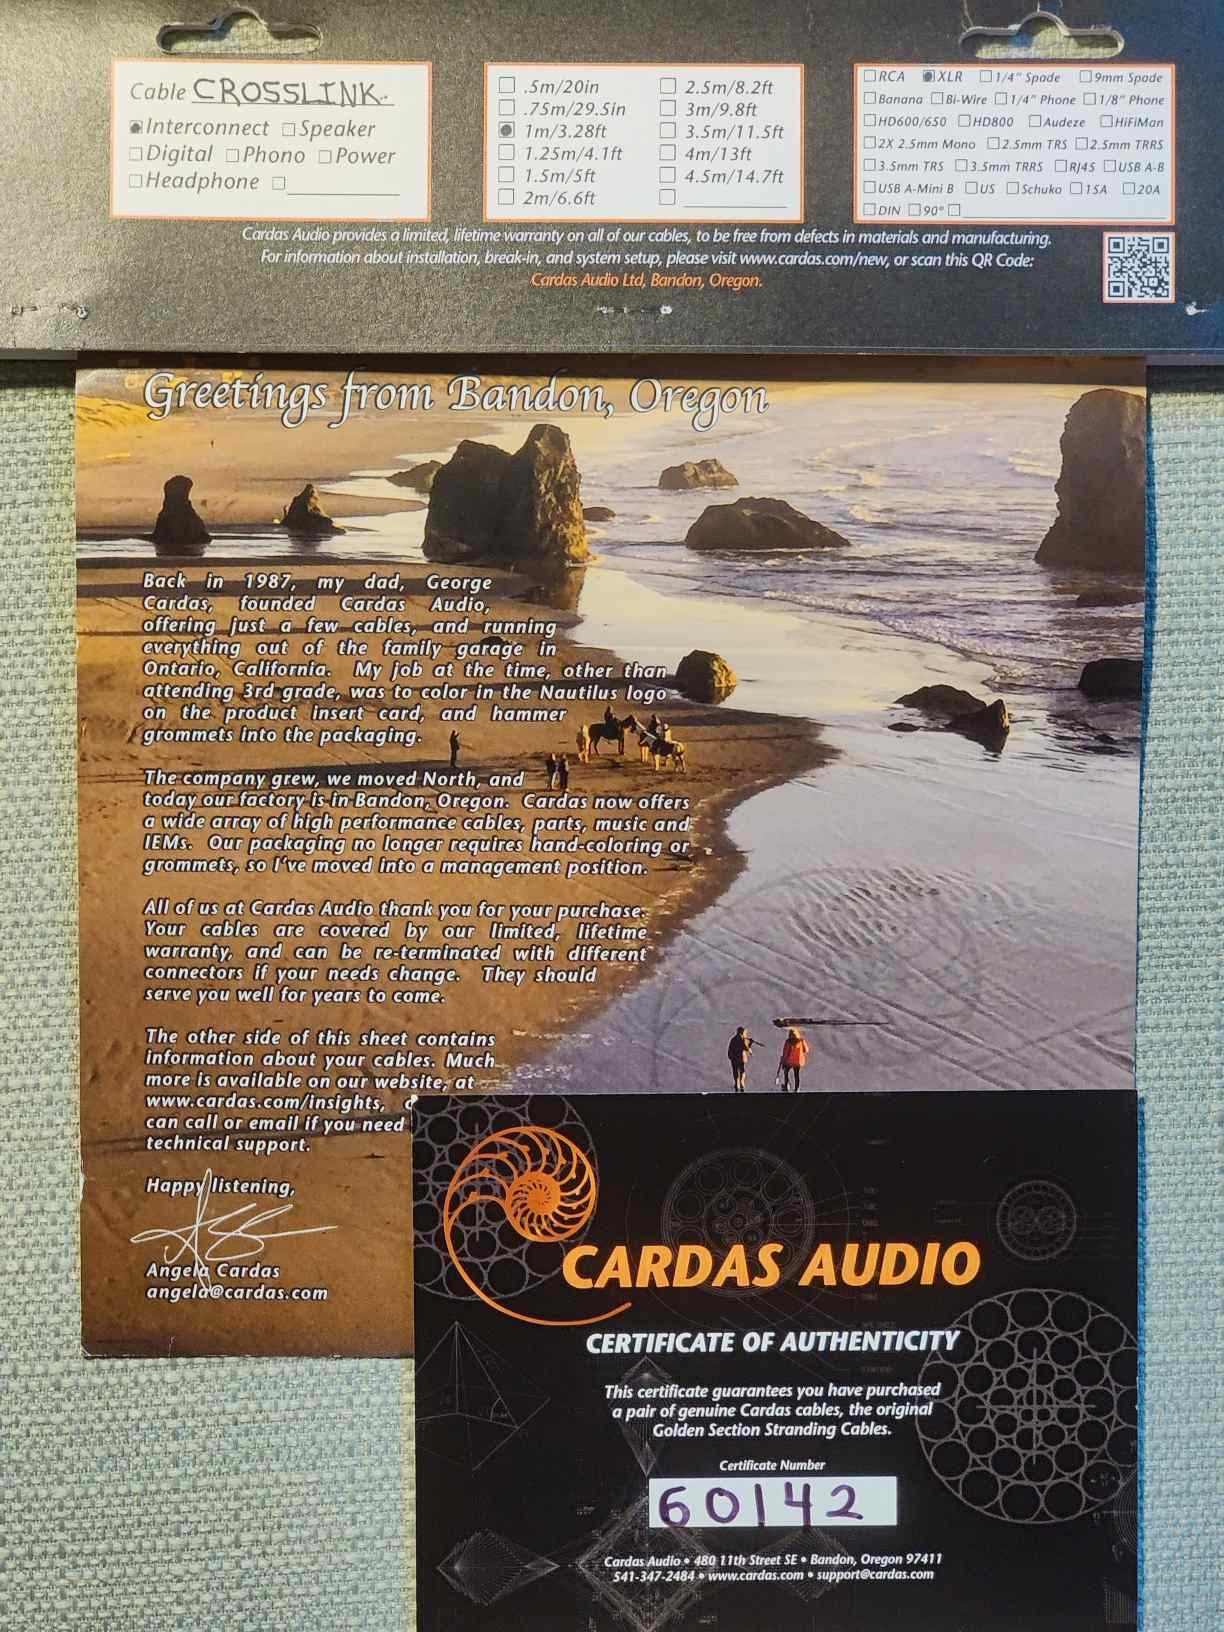 Cable CROSSLINK
Interconnect Speaker
Digital Phono Power
Headphone
.5m/20in
.75m/29.5in
1m/3.28ft
1.25m/4.1ft
1.5m/5ft
2m/6.6ft
2.5m/8.2ft
3m/9.8ft
3.5m/11.5ft
4m/13ft
4.5m/14.7ft
RCA XLR 1/4" Spade 9mm Spade
Banana Bi-Wire 1/4" Phone 1/8" Phone
HD600/650 HD800 Audeze HiFiMan
2X 2.5mm Mono 2.5mm TRS 2.5mm TRRS
3.5mm TRS 3.5mm TRRS RJ45 USB A-B
USB A-Mini B US Schuko 15A 20A
DIN 90°
Cardas Audio provides a limited, lifetime warranty on all of our cables, to be free from defects in materials and manufacturing.
For information about installation, break-in, and system setup, please visit www.cardas.com/new, or scan this QR Code:
Cardas Audio Ltd, Bandon, Oregon.
Greetings from Bandon, Oregon
Back in 1987, my dad, George
Cardas, founded Cardas Audio,
offering just a few cables, and running
everything out of the family garage in
Ontario, California. My job at the time, other than
attending 3rd grade, was to color in the Nautilus logo
on the product insert card, and hammer
grommets into the packaging.
The company grew, we moved North, and
today our factory is in Bandon, Oregon. Cardas now offers
a wide array of high performance cables, parts, music and
IEMs. Our packaging no longer requires hand-coloring or
grommets, so I've moved into a management position.
All of us at Cardas Audio thank you for your purchase.
Your cables are covered by our limited, lifetime
warranty, and can be re-terminated with different
connectors if your needs change. They should
serve you well for years to come.
The other side of this sheet contains
information about your cables. Much
more is available on our website, at
www.cardas.com/insights,
can call or email if you need
technical support.
Happy listening,
Angela Cardas
angela@cardas.com
CARDAS AUDIO
CERTIFICATE OF AUTHENTICITY
This certificate guarantees you have purchased
a pair of genuine Cardas cables, the original
Golden Section Stranding Cables.
Certificate Number
60142
Cardas Audio • 480 11th Street SE • Bandon, Oregon 97411
541-347-2484 • www.cardas.com • support@cardas.com